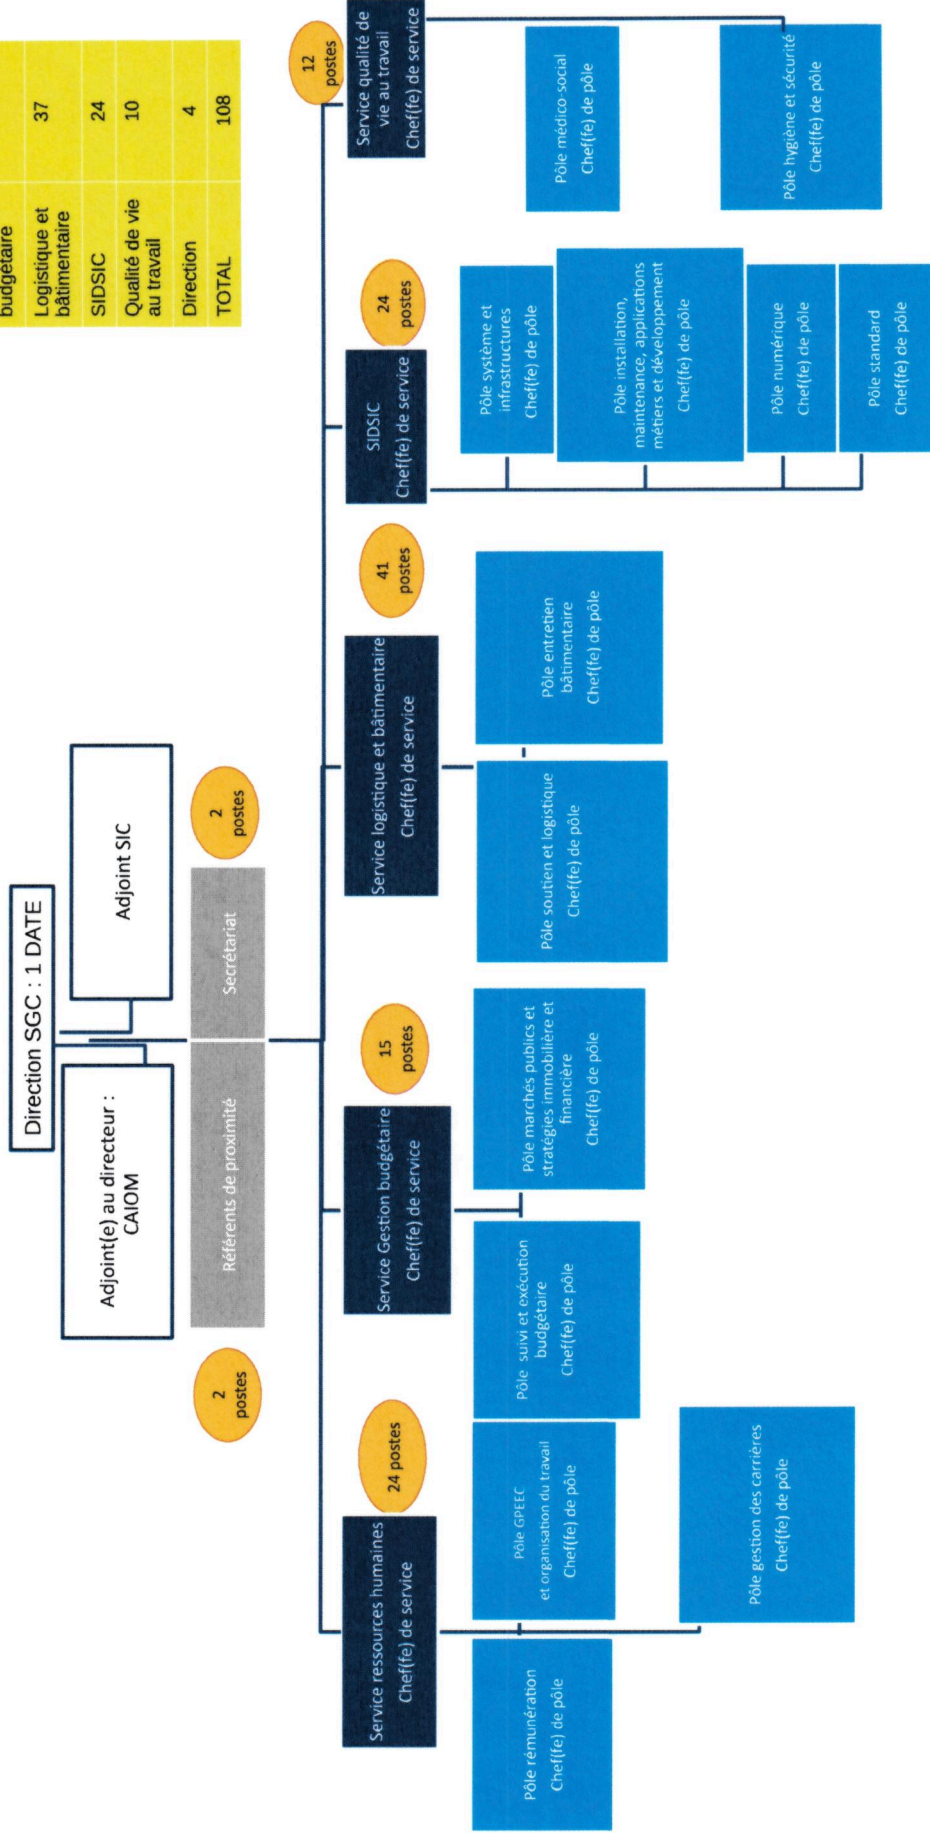 budgétaire
Logistique et
bâtimentaire
37
SIDSIC
24
Qualité de vie
au travail
10
Direction
4
TOTAL
108
Direction SGC : 1 DATE
Adjoint(e) au directeur :
CAIOM
Adjoint SIC
2
postes
Référents de proximité
Secrétariat
2
postes
Service ressources humaines
Chef(fe) de service
24 postes
Service Gestion budgétaire
Chef(fe) de service
15
postes
Service logistique et bâtimentaire
Chef(fe) de service
41
postes
SIDSIC
Chef(fe) de service
24
postes
Service qualité de
vie au travail
Chef(fe) de service
12
postes
Pôle rémunération
Chef(fe) de pôle
Pôle GPEEC
et organisation du travail
Chef(fe) de pôle
Pôle gestion des carrières
Chef(fe) de pôle
Pôle suivi et exécution
budgétaire
Chef(fe) de pôle
Pôle marchés publics et
stratégies immobilière et
financière
Chef(fe) de pôle
Pôle soutien et logistique
Chef(fe) de pôle
Pôle entretien
bâtimentaire
Chef(fe) de pôle
Pôle système et
infrastructures
Chef(fe) de pôle
Pôle installation,
maintenance, applications
métiers et développement
Chef(fe) de pôle
Pôle numérique
Chef(fe) de pôle
Pôle standard
Chef(fe) de pôle
Pôle médico-social
Chef(fe) de pôle
Pôle hygiène et sécurité
Chef(fe) de pôle